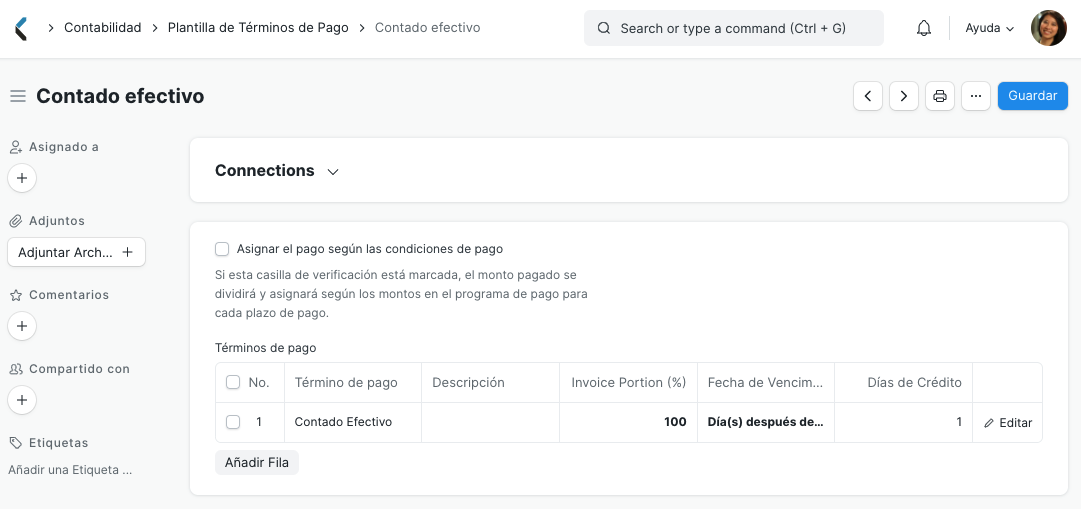 Contabilidad > Plantilla de Términos de Pago > Contado efectivo
Search or type a command (Ctrl + G)
Ayuda
Contado efectivo
Guardar
Asignado a
Adjuntos
Adjuntar Arch...
Comentarios
Compartido con
Etiquetas
Añadir una Etiqueta ...
Connections
Asignar el pago según las condiciones de pago
Si esta casilla de verificación está marcada, el monto pagado se
dividirá y asignará según los montos en el programa de pago para
cada plazo de pago.
Términos de pago
No. Término de pago Descripción Invoice Portion (%) Fecha de Vencim... Días de Crédito
1 Contado Efectivo 100 Día(s) después de... 1 Editar
Añadir Fila